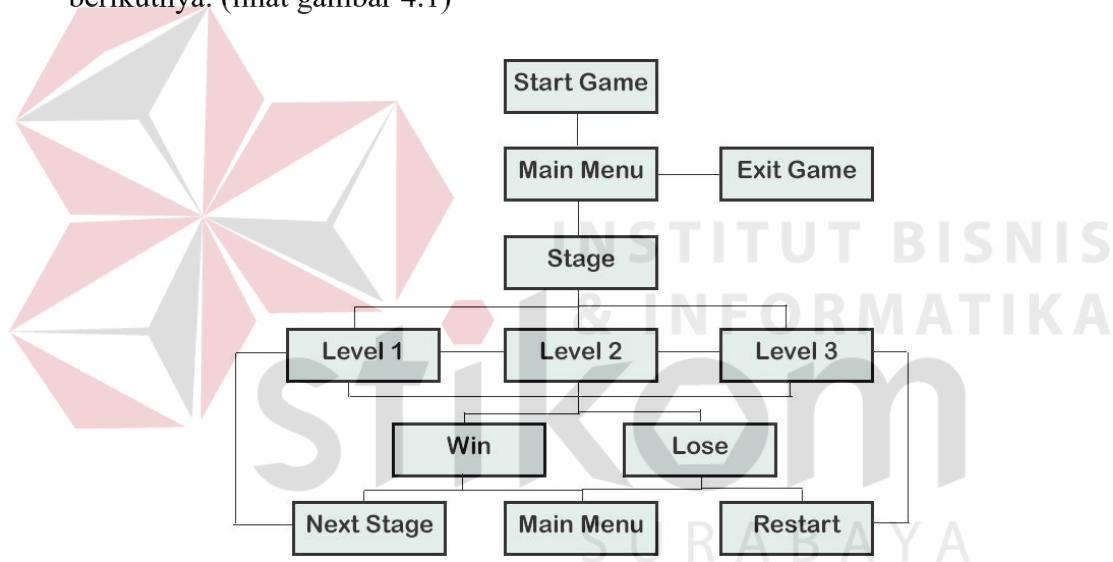 berikutnya. (lihat gambar 4.1)
Start Game
Main Menu
Exit Game
INSTITUT BISNIS
Stage
& INFORMATIKA
Level 1
Level 2
Level 3
stikom
Win
Lose
Next Stage
Main Menu
Restart
SURABAYA